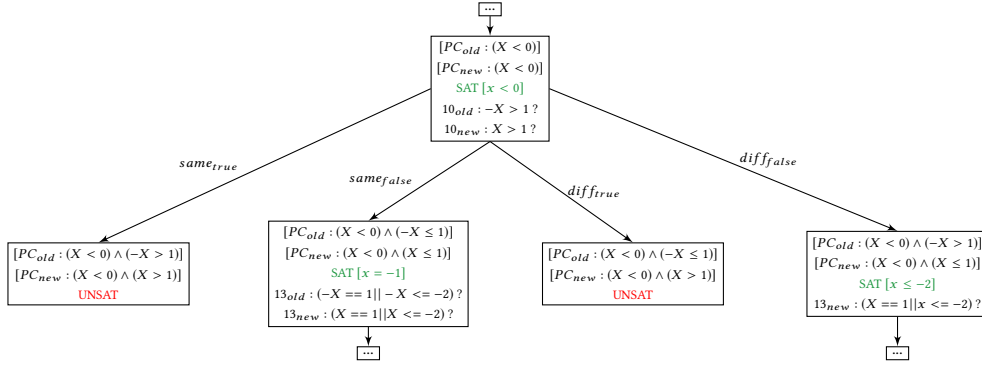 ...
[PC_old : (X < 0)]
[PC_new : (X < 0)]
SAT [x < 0]
10_old : −X > 1 ?
10_new : X > 1 ?
same_true
same_false
diff_true
diff_false
[PC_old : (X < 0) ∧ (−X > 1)]
[PC_new : (X < 0) ∧ (X > 1)]
UNSAT
[PC_old : (X < 0) ∧ (−X ≤ 1)]
[PC_new : (X < 0) ∧ (X ≤ 1)]
SAT [x = −1]
13_old : (−X == 1|| − X <= −2) ?
13_new : (X == 1||X <= −2) ?
...
[PC_old : (X < 0) ∧ (−X ≤ 1)]
[PC_new : (X < 0) ∧ (X > 1)]
UNSAT
[PC_old : (X < 0) ∧ (−X > 1)]
[PC_new : (X < 0) ∧ (X ≤ 1)]
SAT [x ≤ −2]
13_new : (X == 1||x <= −2) ?
...